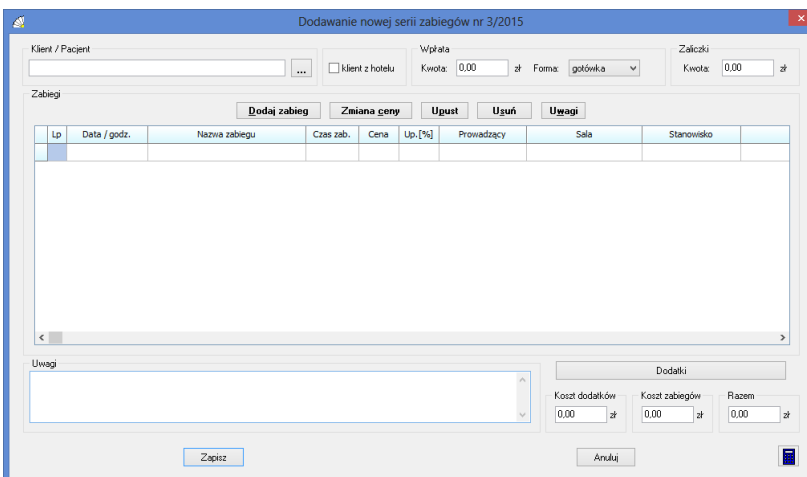 Dodawanie nowej serii zabiegów nr 3/2015
Klient / Pacjent
...
klient z hotelu
Wpłata
Kwota: 0,00 zł Forma: gotówka
Zaliczki
Kwota: 0,00 zł
Zabiegi
Dodaj zabieg Zmiana ceny Upust Usuń Uwagi
Lp Data / godz. Nazwa zabiegu Czas zab. Cena Up.[%] Prowadzący Sala Stanowisko
Uwagi
Dodatki
Koszt dodatków Koszt zabiegów Razem
0,00 zł 0,00 zł 0,00 zł
Zapisz Anuluj